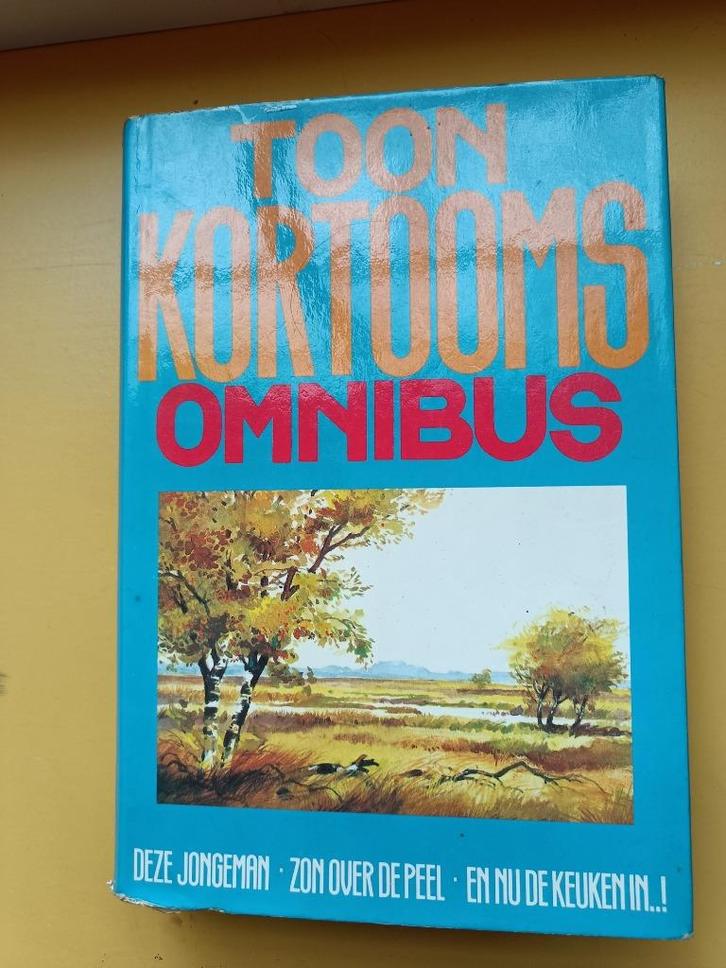 TOON
KORTOOMS
OMNIBUS
DEZE JONGEMAN · ZON OVER DE PEEL · EN NU DE KEUKEN IN..!